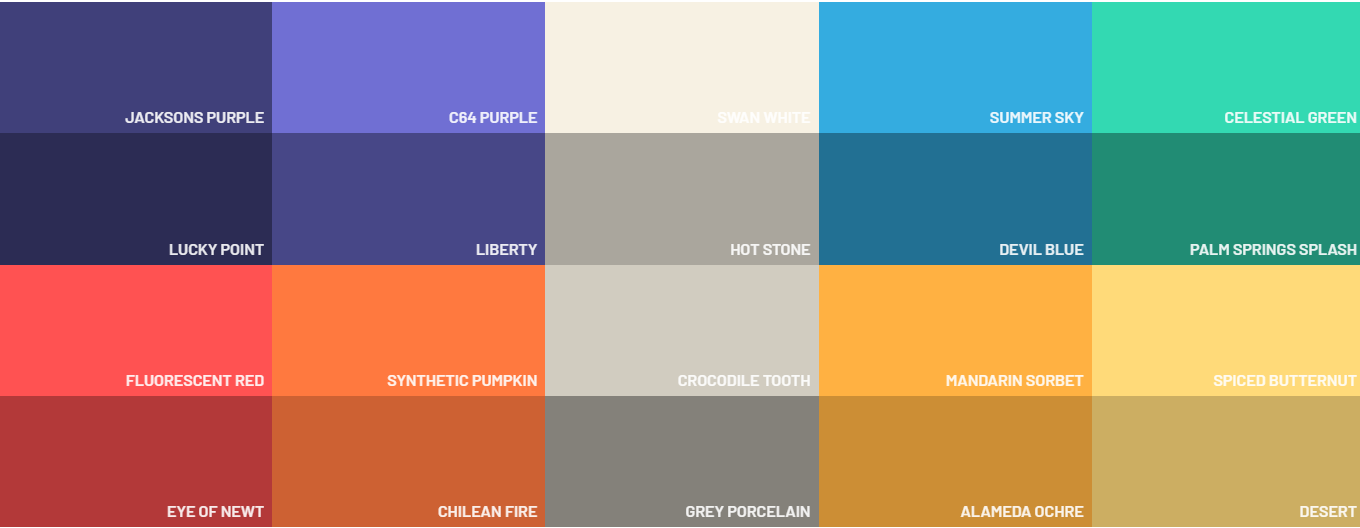 JACKSONS PURPLE
C64 PURPLE
SWAN WHITE
SUMMER SKY
CELESTIAL GREEN
LUCKY POINT
LIBERTY
HOT STONE
DEVIL BLUE
PALM SPRINGS SPLASH
FLUORESCENT RED
SYNTHETIC PUMPKIN
CROCODILE TOOTH
MANDARIN SORBET
SPICED BUTTERNUT
EYE OF NEWT
CHILEAN FIRE
GREY PORCELAIN
ALAMEDA OCHRE
DESERT